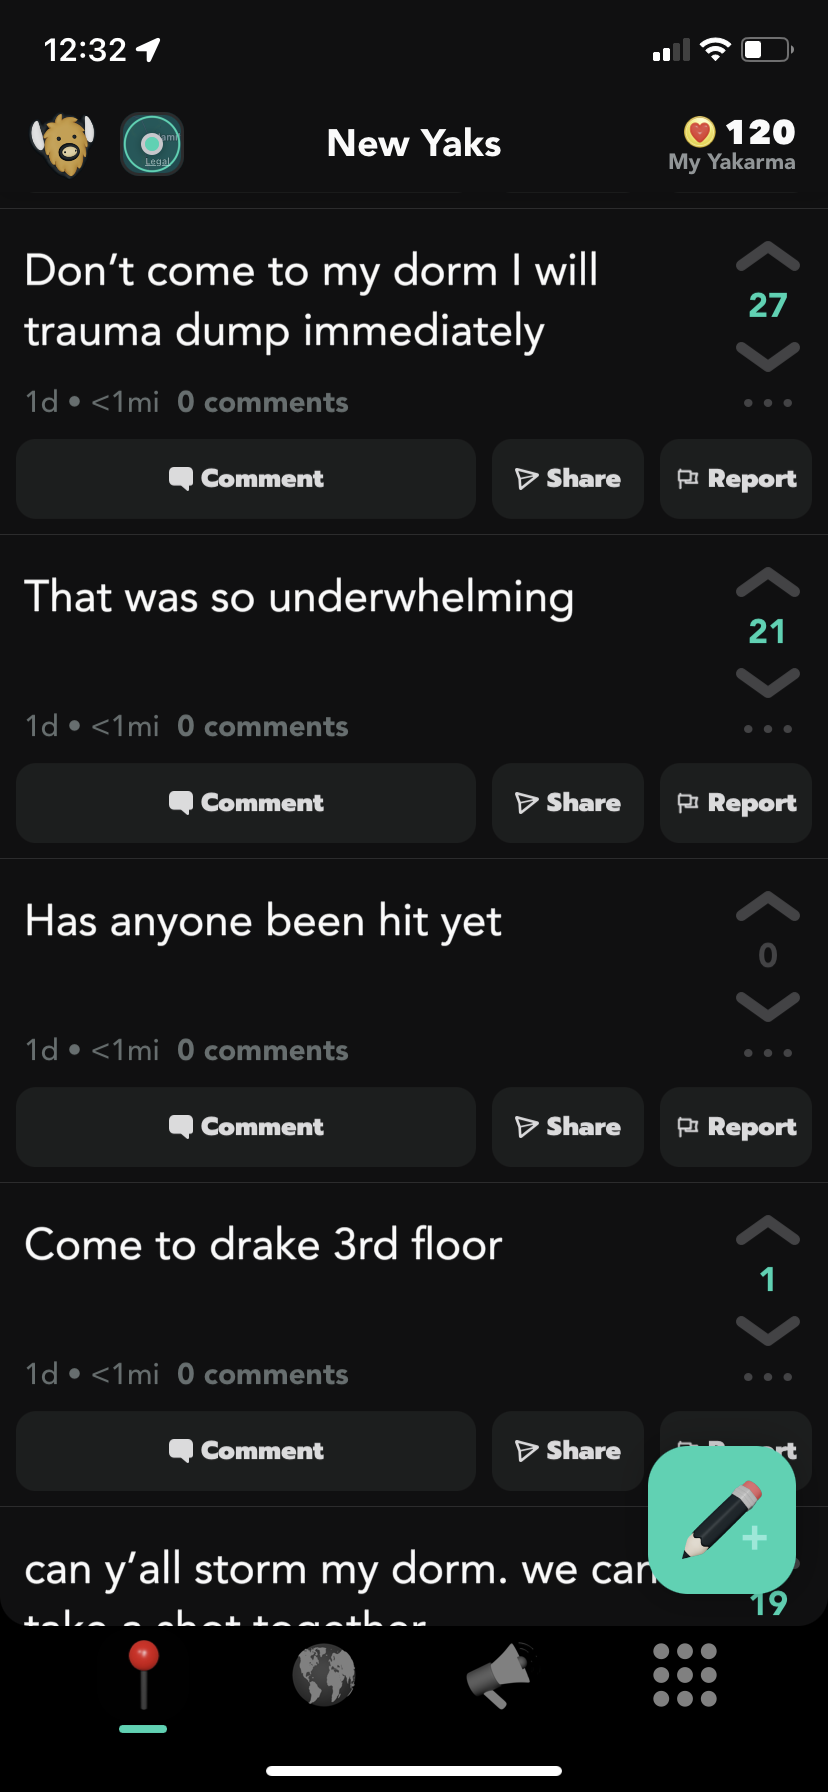 12:32
Legal
New Yaks
120
My Yakarma
Don’t come to my dorm I will
trauma dump immediately
27
1d • <1mi 0 comments
Comment
Share
Report
That was so underwhelming
21
1d • <1mi 0 comments
Comment
Share
Report
Has anyone been hit yet
0
1d • <1mi 0 comments
Comment
Share
Report
Come to drake 3rd floor
1
1d • <1mi 0 comments
Comment
Share
can y’all storm my dorm. we can
take a shot together
19